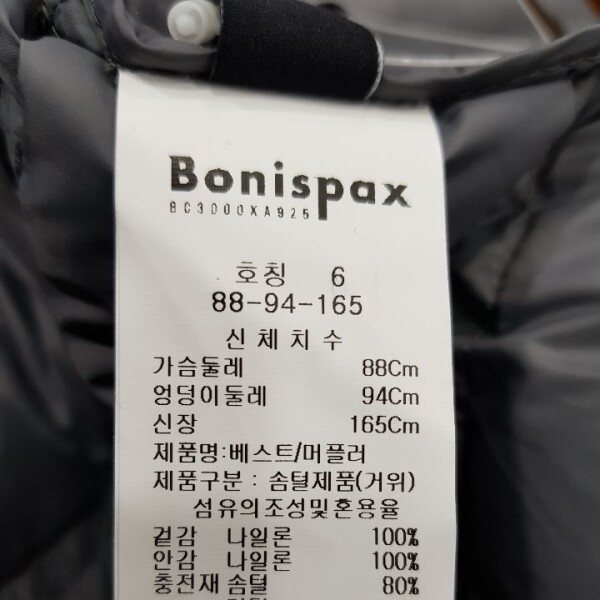 Bonispax
BC3000XA925
호칭 6
88-94-165
신체치수
가슴둘레 88Cm
엉덩이둘레 94Cm
신장 165Cm
제품명:베스트/머플러
제품구분 : 솜털제품(거위)
섬유의조성및혼용율
겉감 나일론 100%
안감 나일론 100%
충전재 솜털 80%